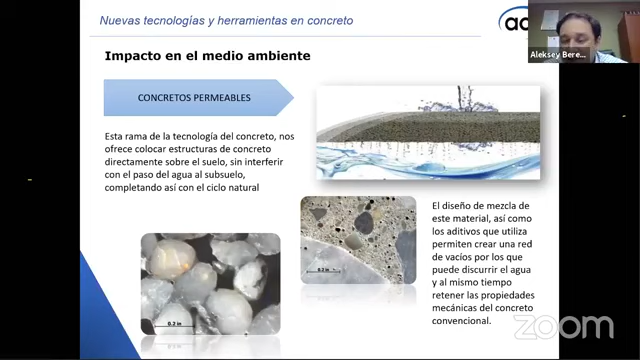 Nuevas tecnologías y herramientas en concreto
Aleksey Bere...
Impacto en el medio ambiente
CONCRETOS PERMEABLES
Esta rama de la tecnología del concreto, nos
ofrece colocar estructuras de concreto
directamente sobre el suelo, sin interferir
con el paso del agua al subsuelo,
completando así con el ciclo natural
El diseño de mezcla de
este material, así como
los aditivos que utiliza
permiten crear una red
de vacíos por los que
puede discurrir el agua
y al mismo tiempo
retener las propiedades
mecánicas del concreto
convencional.
0.2 in
0.2 in
zoom